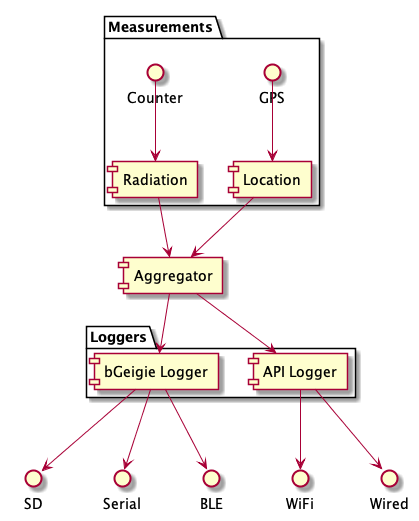 Measurements
Counter
GPS
Radiation
Location
Aggregator
Loggers
bGeigie Logger
API Logger
SD
Serial
BLE
WiFi
Wired